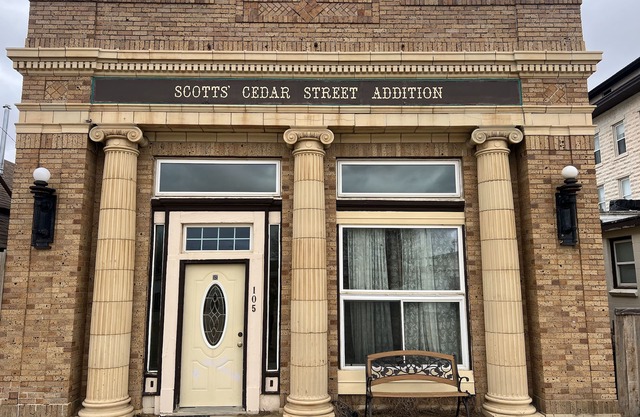 SCOTTS' CEDAR STREET ADDITION
105